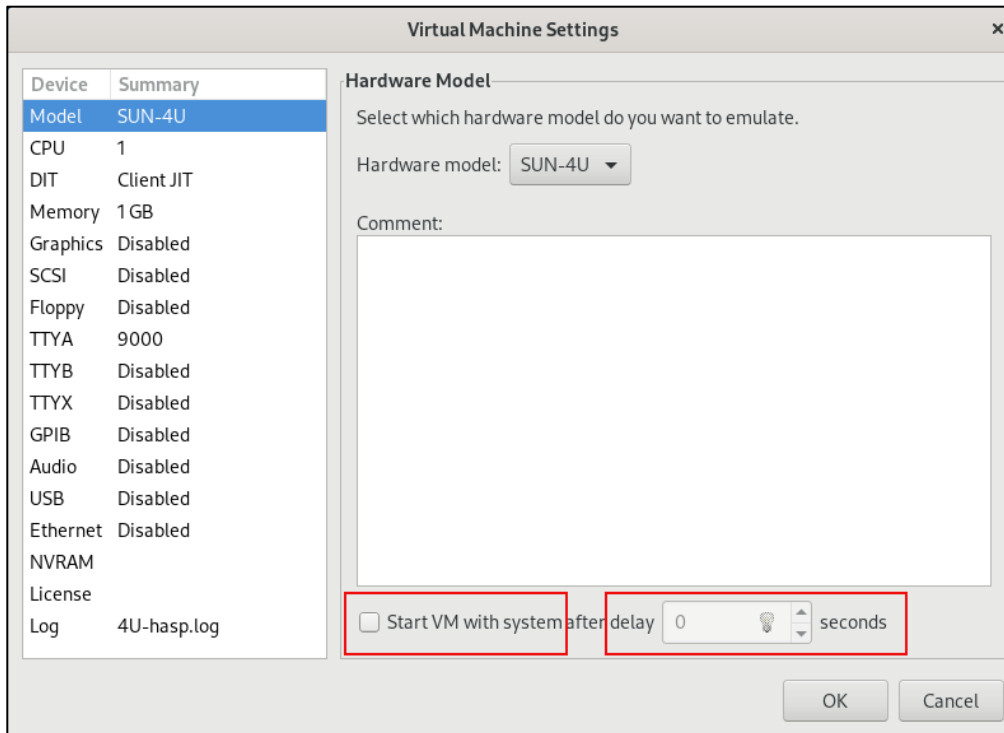 Virtual Machine Settings ×
Device Summary
Model SUN-4U
CPU 1
DIT Client JIT
Memory 1 GB
Graphics Disabled
SCSI Disabled
Floppy Disabled
TTYA 9000
TTYB Disabled
TTYX Disabled
GPIB Disabled
Audio Disabled
USB Disabled
Ethernet Disabled
NVRAM
License
Log 4U-hasp.log
Hardware Model
Select which hardware model do you want to emulate.
Hardware model: SUN-4U
Comment:
Start VM with system after delay 0 seconds
OK Cancel